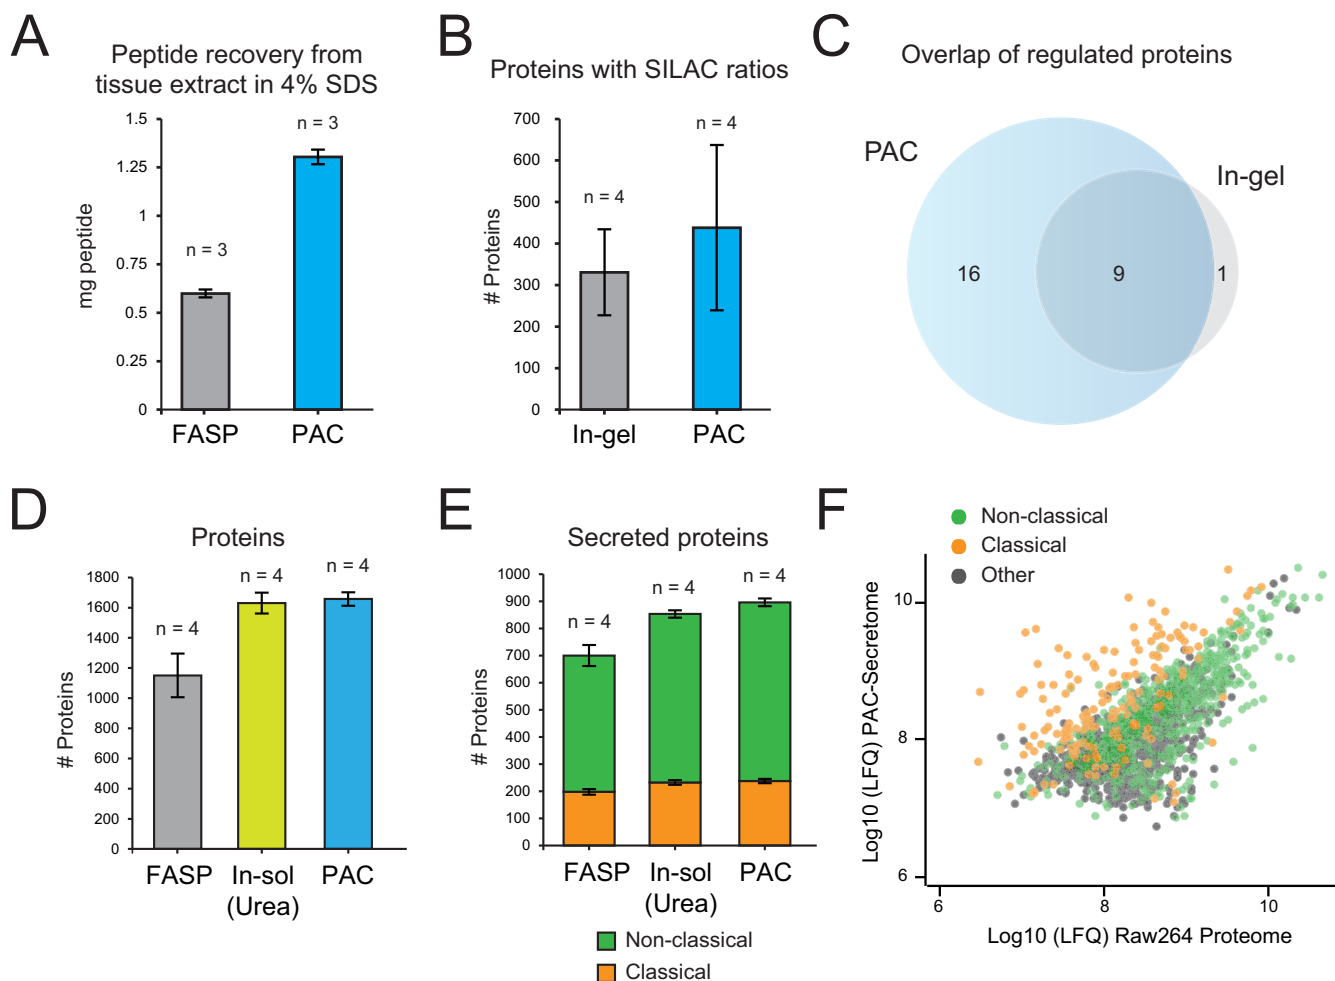 A
Peptide recovery from
tissue extract in 4% SDS
mg peptide
1.5
1.25
1
0.75
0.5
0.25
0
n = 3
n = 3
FASP
PAC
B
Proteins with SILAC ratios
# Proteins
700
600
500
400
300
200
100
0
n = 4
n = 4
In-gel
PAC
C
Overlap of regulated proteins
PAC
In-gel
16
9
1
D
Proteins
# Proteins
1800
1600
1400
1200
1000
800
600
400
200
0
n = 4
n = 4
n = 4
FASP
In-sol
(Urea)
PAC
E
Secreted proteins
# Proteins
1000
900
800
700
600
500
400
300
200
100
0
n = 4
n = 4
n = 4
FASP
In-sol
(Urea)
PAC
Non-classical
Classical
F
Non-classical
Classical
Other
Log10 (LFQ) PAC-Secretome
10
8
6
6
8
10
Log10 (LFQ) Raw264 Proteome